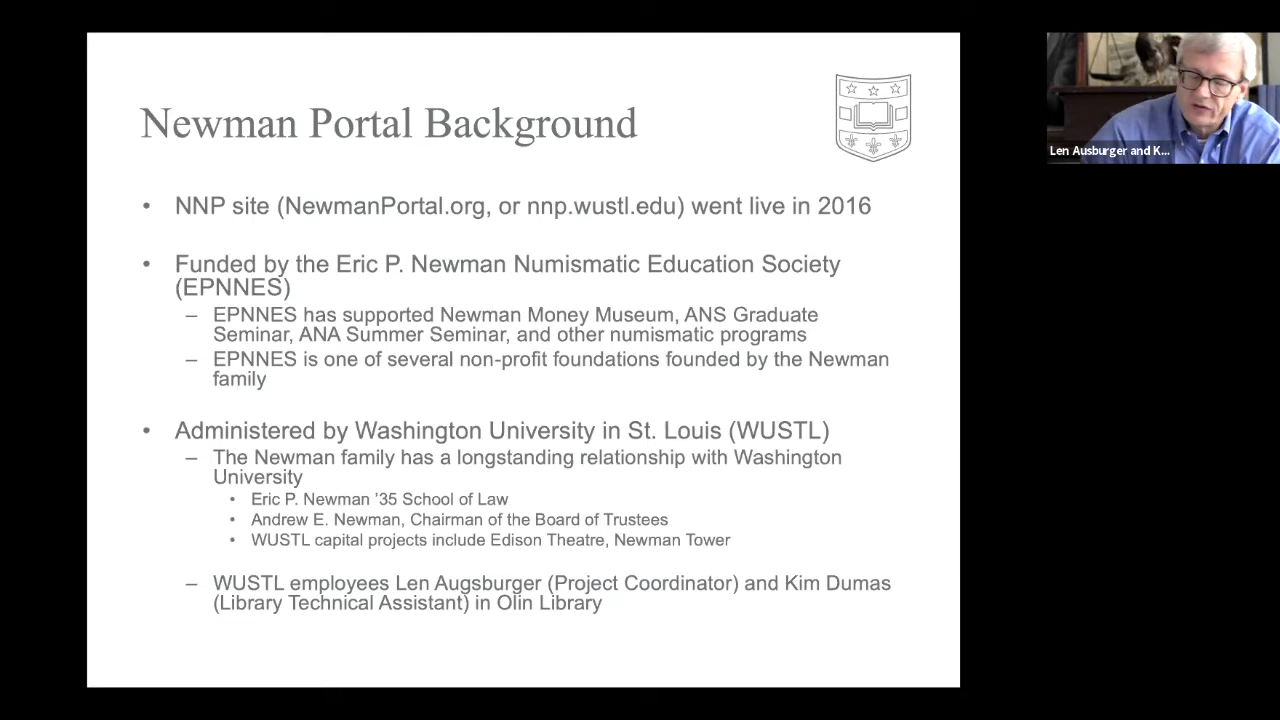 Newman Portal Background
• NNP site (NewmanPortal.org, or nnp.wustl.edu) went live in 2016
• Funded by the Eric P. Newman Numismatic Education Society
(EPNNES)
– EPNNES has supported Newman Money Museum, ANS Graduate
Seminar, ANA Summer Seminar, and other numismatic programs
– EPNNES is one of several non-profit foundations founded by the Newman
family
• Administered by Washington University in St. Louis (WUSTL)
– The Newman family has a longstanding relationship with Washington
University
• Eric P. Newman ’35 School of Law
• Andrew E. Newman, Chairman of the Board of Trustees
• WUSTL capital projects include Edison Theatre, Newman Tower
– WUSTL employees Len Augsburger (Project Coordinator) and Kim Dumas
(Library Technical Assistant) in Olin Library
Len Ausburger and K...